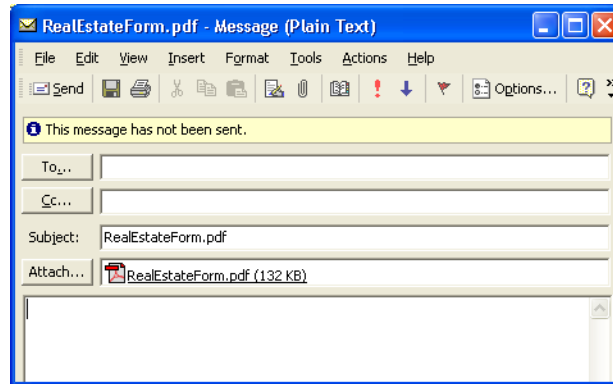 RealEstateForm.pdf - Message (Plain Text)
File Edit View Insert Format Tools Actions Help
Send Options...
This message has not been sent.
To...
Cc...
Subject: RealEstateForm.pdf
Attach... RealEstateForm.pdf (132 KB)